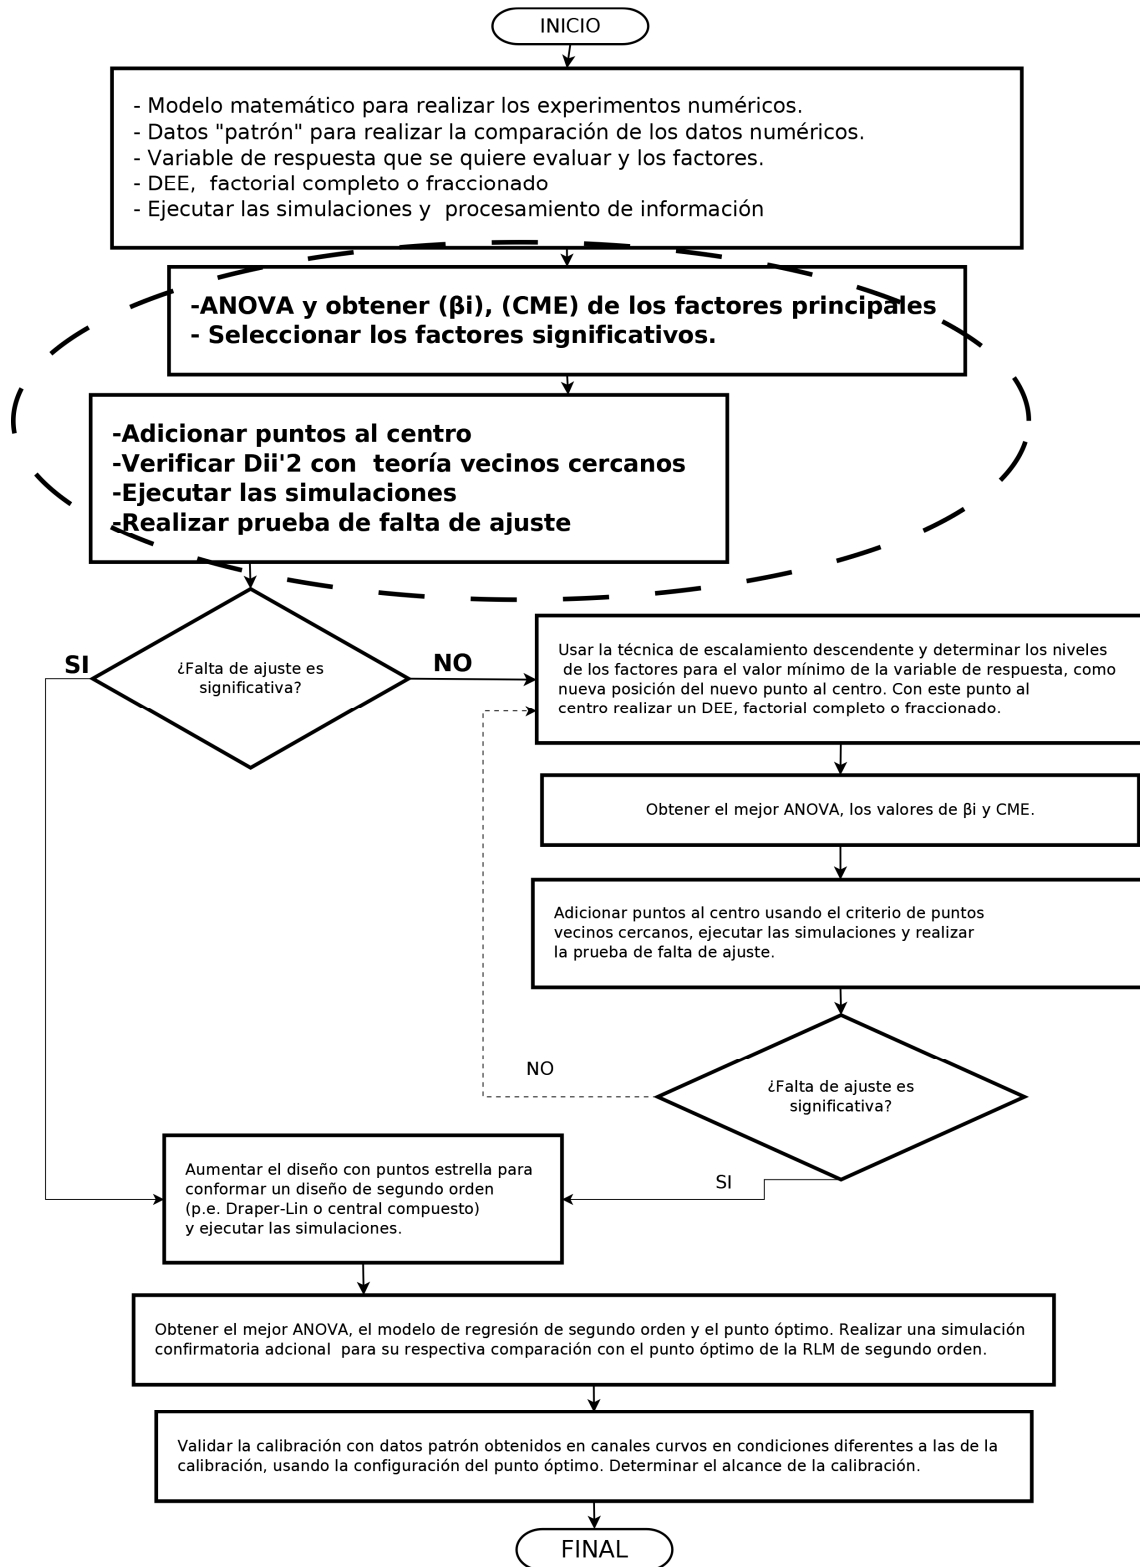 INICIO
- Modelo matemático para realizar los experimentos numéricos.
- Datos "patrón" para realizar la comparación de los datos numéricos.
- Variable de respuesta que se quiere evaluar y los factores.
- DEE,  factorial completo o fraccionado
- Ejecutar las simulaciones y  procesamiento de información
-ANOVA y obtener (βi), (CME) de los factores principales
- Seleccionar los factores significativos.
-Adicionar puntos al centro
-Verificar Dii'2 con  teoría vecinos cercanos
-Ejecutar las simulaciones
-Realizar prueba de falta de ajuste
SI
¿Falta de ajuste es
significativa?
NO
Usar la técnica de escalamiento descendente y determinar los niveles
de los factores para el valor mínimo de la variable de respuesta, como
nueva posición del nuevo punto al centro. Con este punto al
centro realizar un DEE, factorial completo o fraccionado.
Obtener el mejor ANOVA, los valores de βi y CME.
Adicionar puntos al centro usando el criterio de puntos
vecinos cercanos, ejecutar las simulaciones y realizar
la prueba de falta de ajuste.
NO
¿Falta de ajuste es
significativa?
SI
Aumentar el diseño con puntos estrella para
conformar un diseño de segundo orden
(p.e. Draper-Lin o central compuesto)
y ejecutar las simulaciones.
Obtener el mejor ANOVA, el modelo de regresión de segundo orden y el punto óptimo. Realizar una simulación
confirmatoria adcional  para su respectiva comparación con el punto óptimo de la RLM de segundo orden.
Validar la calibración con datos patrón obtenidos en canales curvos en condiciones diferentes a las de la
calibración, usando la configuración del punto óptimo. Determinar el alcance de la calibración.
FINAL